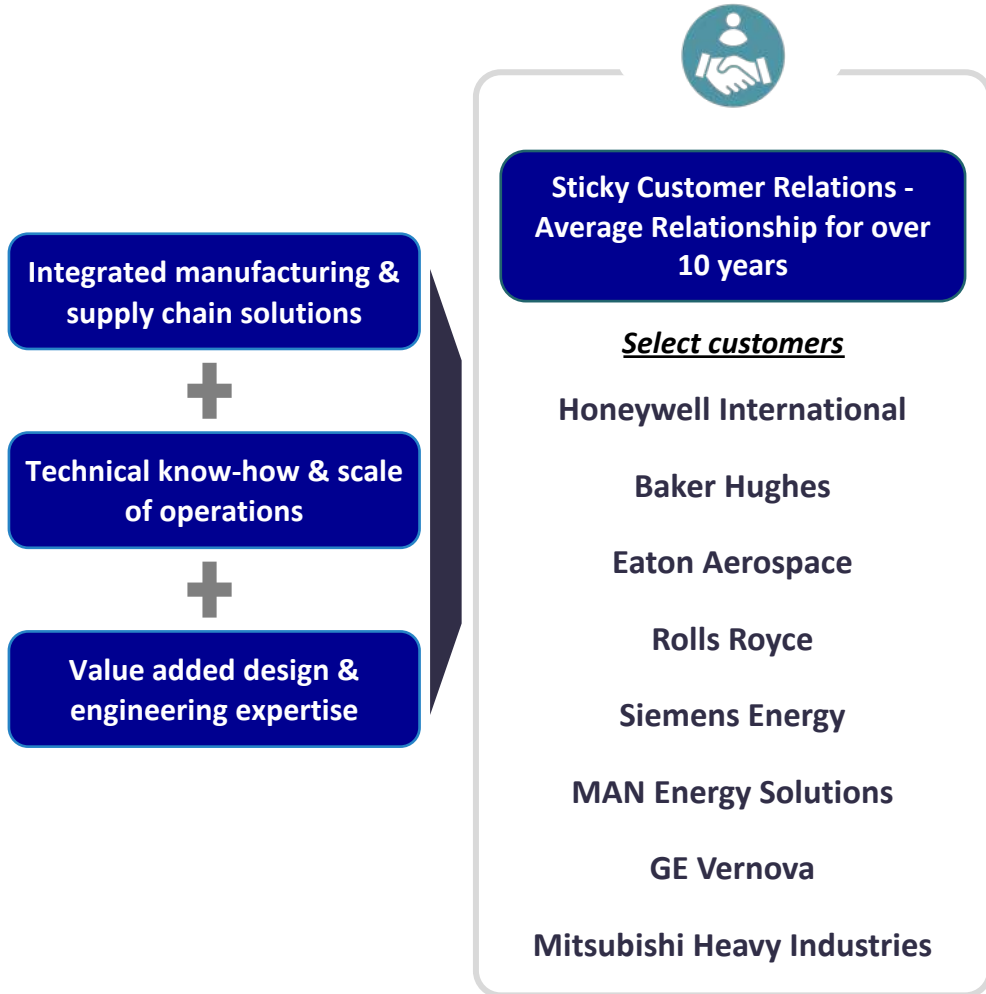 Integrated manufacturing &
supply chain solutions
Technical know-how & scale
of operations
Value added design &
engineering expertise
Sticky Customer Relations -
Average Relationship for over
10 years
Select customers
Honeywell International
Baker Hughes
Eaton Aerospace
Rolls Royce
Siemens Energy
MAN Energy Solutions
GE Vernova
Mitsubishi Heavy Industries